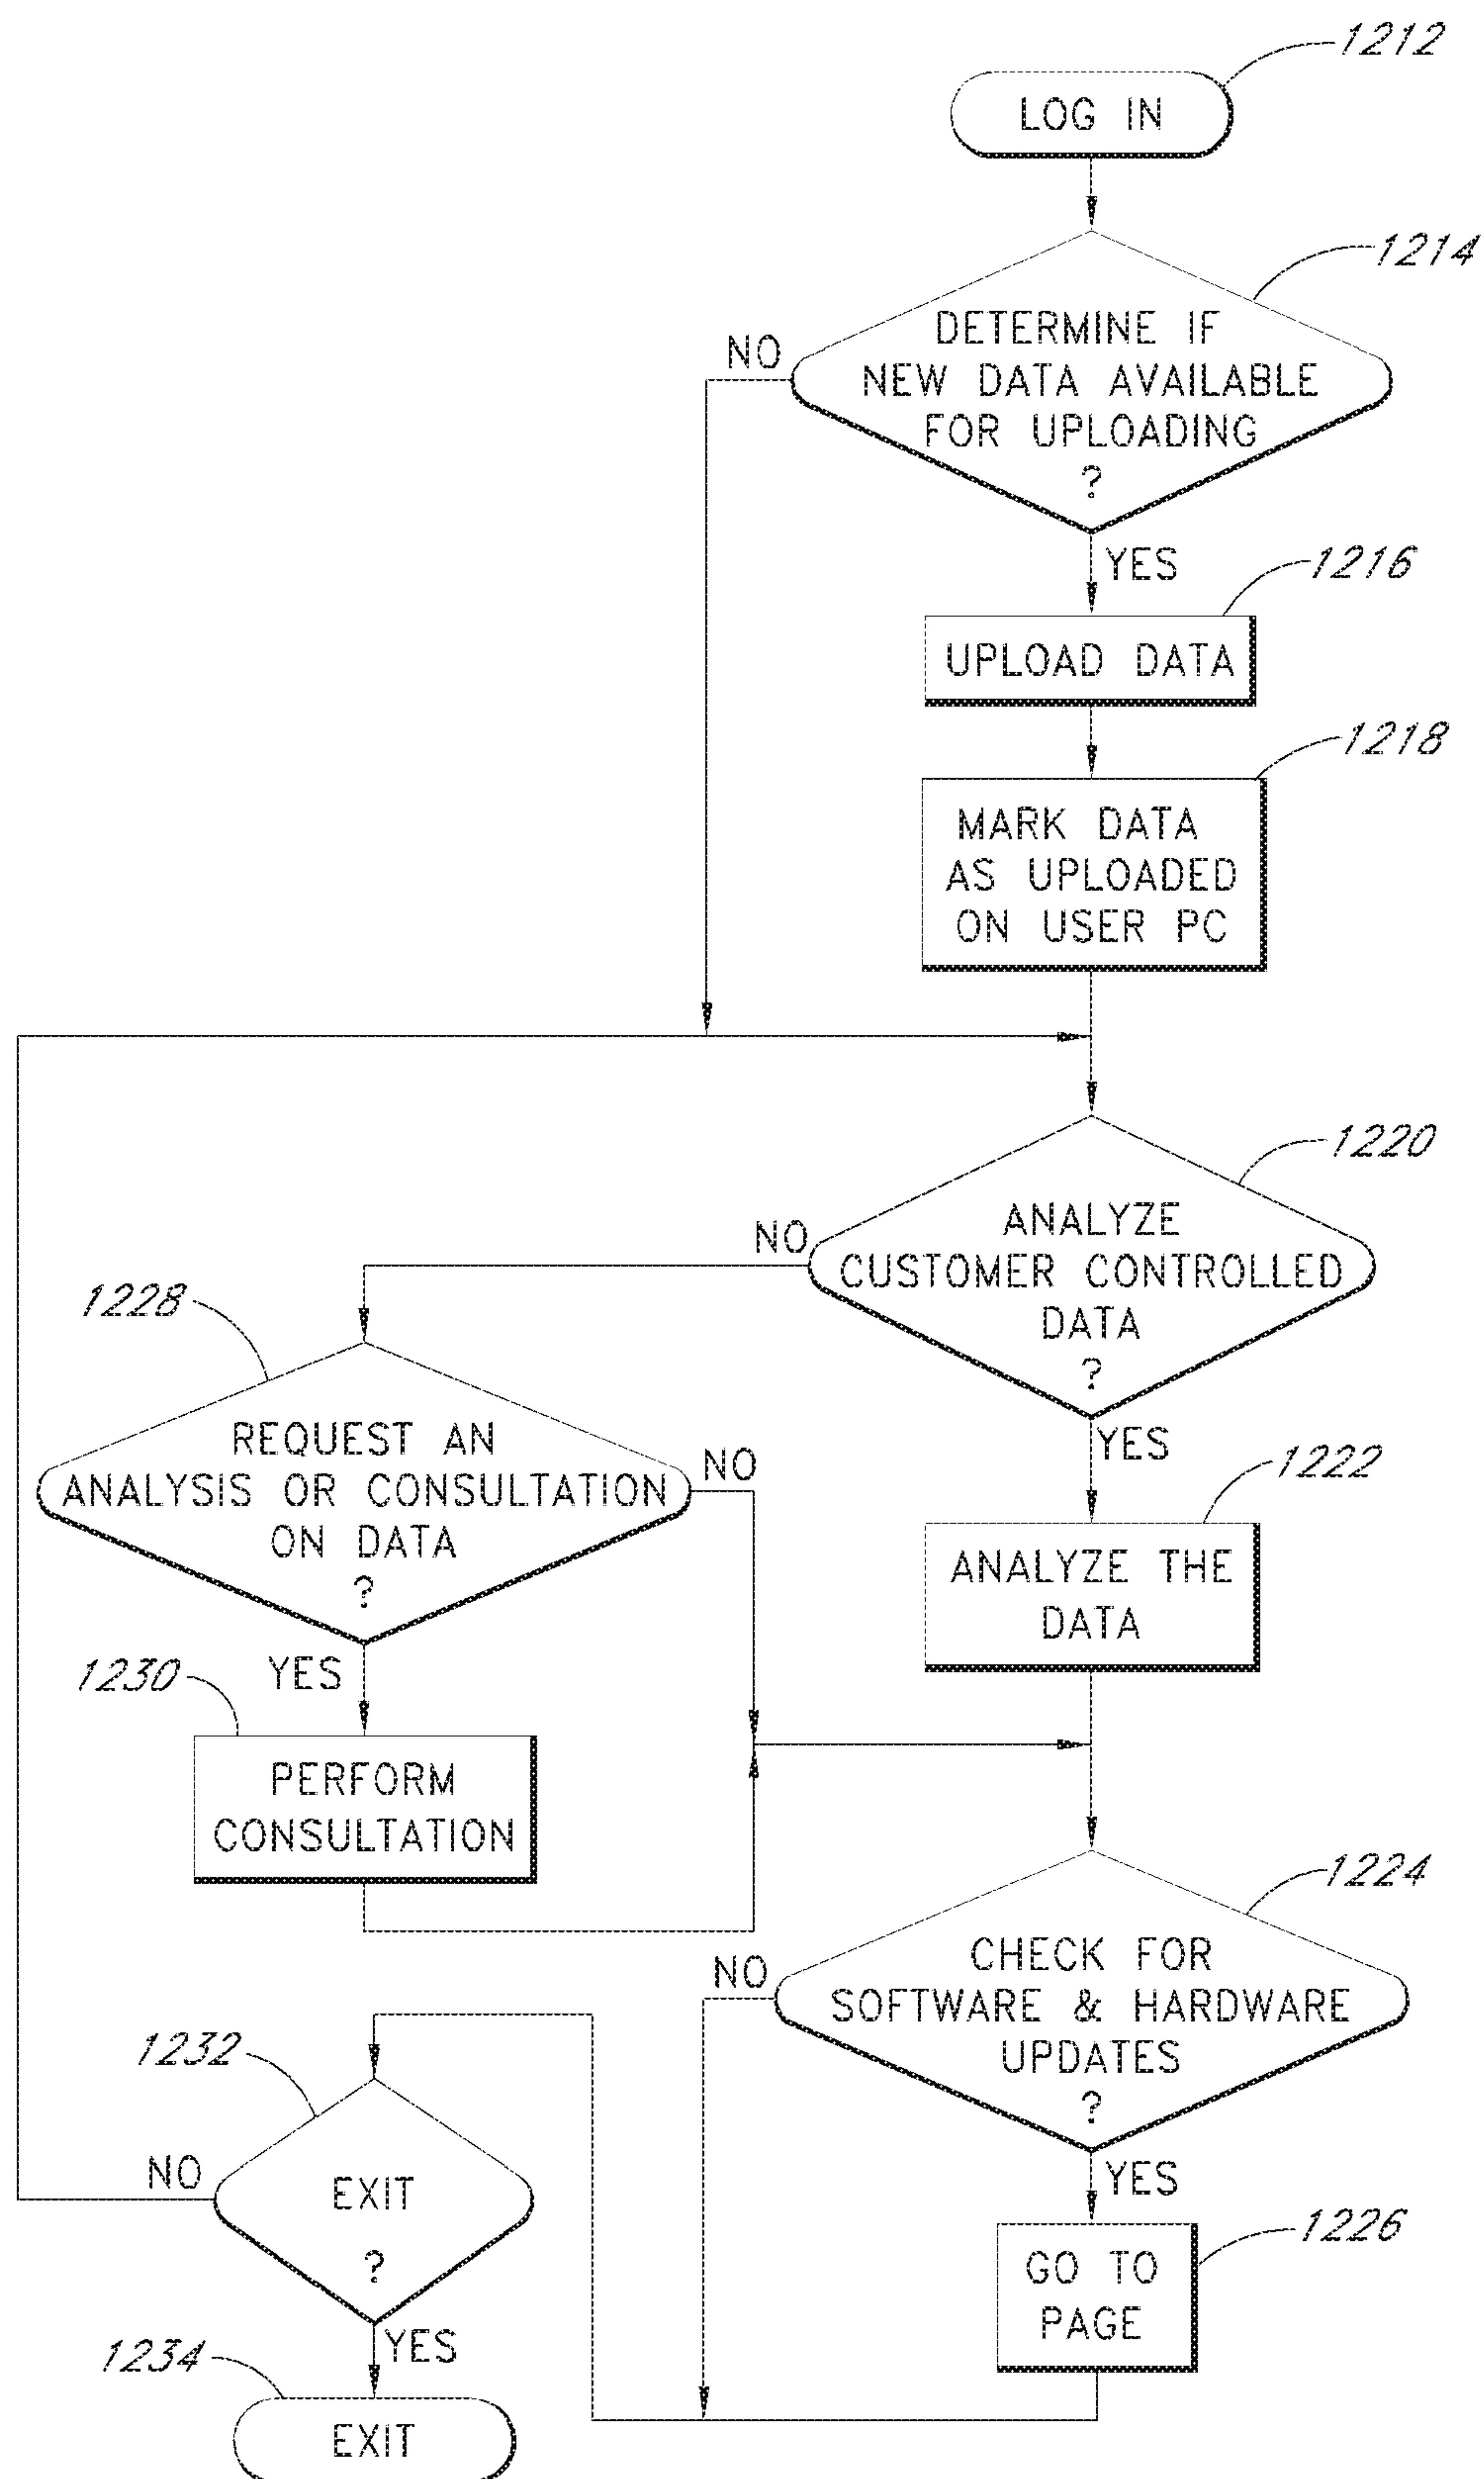 1212
LOG IN
1214
DETERMINE IF
NEW DATA AVAILABLE
FOR UPLOADING
?
NO
YES
1216
UPLOAD DATA
1218
MARK DATA
AS UPLOADED
ON USER PC
1220
ANALYZE
CUSTOMER CONTROLLED
DATA
?
NO
YES
1228
REQUEST AN
ANALYSIS OR CONSULTATION
ON DATA
?
NO
YES
1222
ANALYZE THE
DATA
1230
PERFORM
CONSULTATION
1224
CHECK FOR
SOFTWARE & HARDWARE
UPDATES
?
NO
YES
1226
GO TO
PAGE
1232
EXIT
?
NO
YES
1234
EXIT